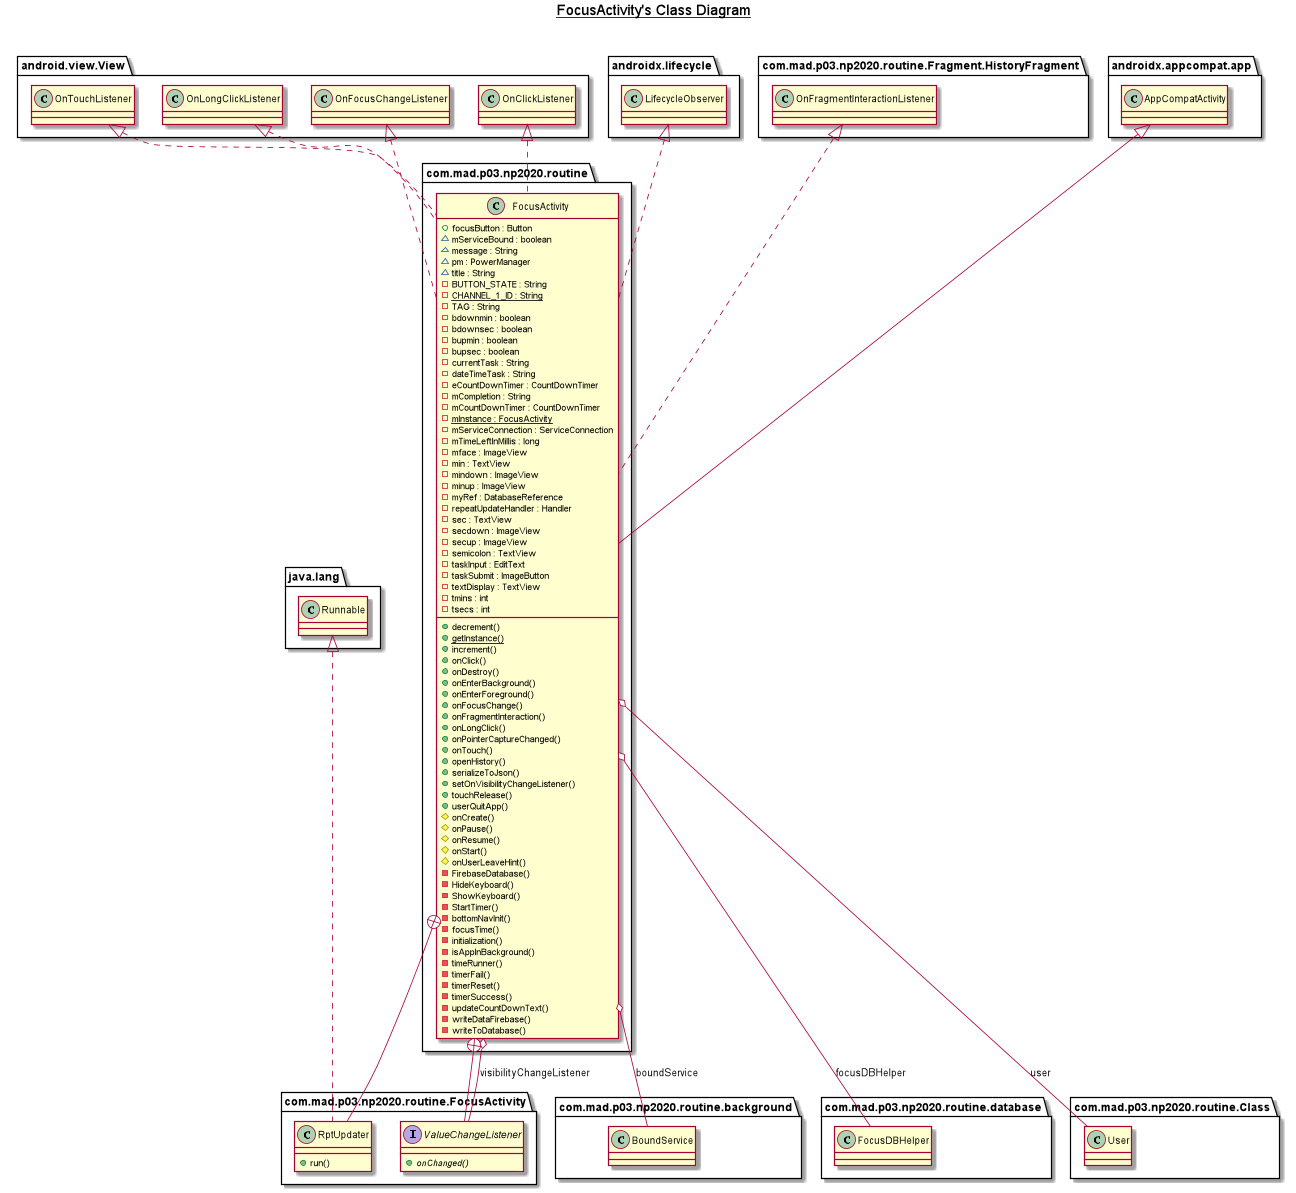 FocusActivity's Class Diagram
android.view.View
C OnTouchListener
C OnLongClickListener
C OnFocusChangeListener
C OnClickListener
androidx.lifecycle
C LifecycleObserver
com.mad.p03.np2020.routine.Fragment.HistoryFragment
C OnFragmentInteractionListener
androidx.appcompat.app
C AppCompatActivity
com.mad.p03.np2020.routine
C FocusActivity
focusButton : Button
mServiceBound : boolean
message : String
pm : PowerManager
title : String
BUTTON_STATE : String
CHANNEL_1_ID : String
TAG : String
bdownmin : boolean
bdownsec : boolean
bupmin : boolean
bupsec : boolean
currentTask : String
dateTimeTask : String
eCountDownTimer : CountDownTimer
mCompletion : String
mCountDownTimer : CountDownTimer
mInstance : FocusActivity
mServiceConnection : ServiceConnection
mTimeLeftInMillis : long
mface : ImageView
min : TextView
mindown : ImageView
minup : ImageView
myRef : DatabaseReference
repeatUpdateHandler : Handler
sec : TextView
secdown : ImageView
secup : ImageView
semicolon : TextView
taskInput : EditText
taskSubmit : ImageButton
textDisplay : TextView
tmins : int
tsecs : int
decrement()
getInstance()
increment()
onClick()
onDestroy()
onEnterBackground()
onEnterForeground()
onFocusChange()
onFragmentInteraction()
onLongClick()
onPointerCaptureChanged()
onTouch()
openHistory()
serializeToJson()
setOnVisibilityChangeListener()
touchRelease()
userQuitApp()
onCreate()
onPause()
onResume()
onStart()
onUserLeaveHint()
FirebaseDatabase()
HideKeyboard()
ShowKeyboard()
StartTimer()
bottomNavInit()
focusTime()
initialization()
isAppInBackground()
timeRunner()
timerFail()
timerReset()
timerSuccess()
updateCountDownText()
writeDataFirebase()
writeToDatabase()
java.lang
C Runnable
visibilityChangeListener
boundService
focusDBHelper
user
com.mad.p03.np2020.routine.FocusActivity
C RptUpdater
run()
I ValueChangeListener
onChanged()
com.mad.p03.np2020.routine.background
C BoundService
com.mad.p03.np2020.routine.database
C FocusDBHelper
com.mad.p03.np2020.routine.Class
C User